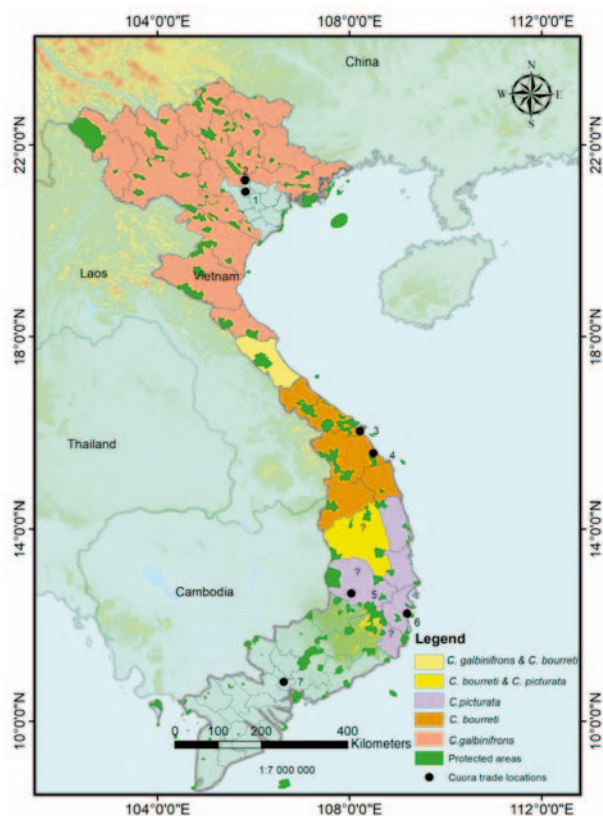 104°0'0"E 108°0'0"E 112°0'0"E
China
N
W E
S
22°0'0"N 22°0'0"N
2
1
Laos
Vietnam
18°0'0"N 18°0'0"N
Thailand
3
4
14°0'0"N 14°0'0"N
?
?
Cambodia
5
6
?
Legend
C. galbinifrons & C. bourreti
C. bourreti & C. picturata
C.picturata
C. bourreti
C.galbinifrons
Protected areas
Cuora trade locations
7
10°0'0"N 10°0'0"N
0 100 200 400
Kilometers
1:7 000 000
104°0'0"E 108°0'0"E 112°0'0"E